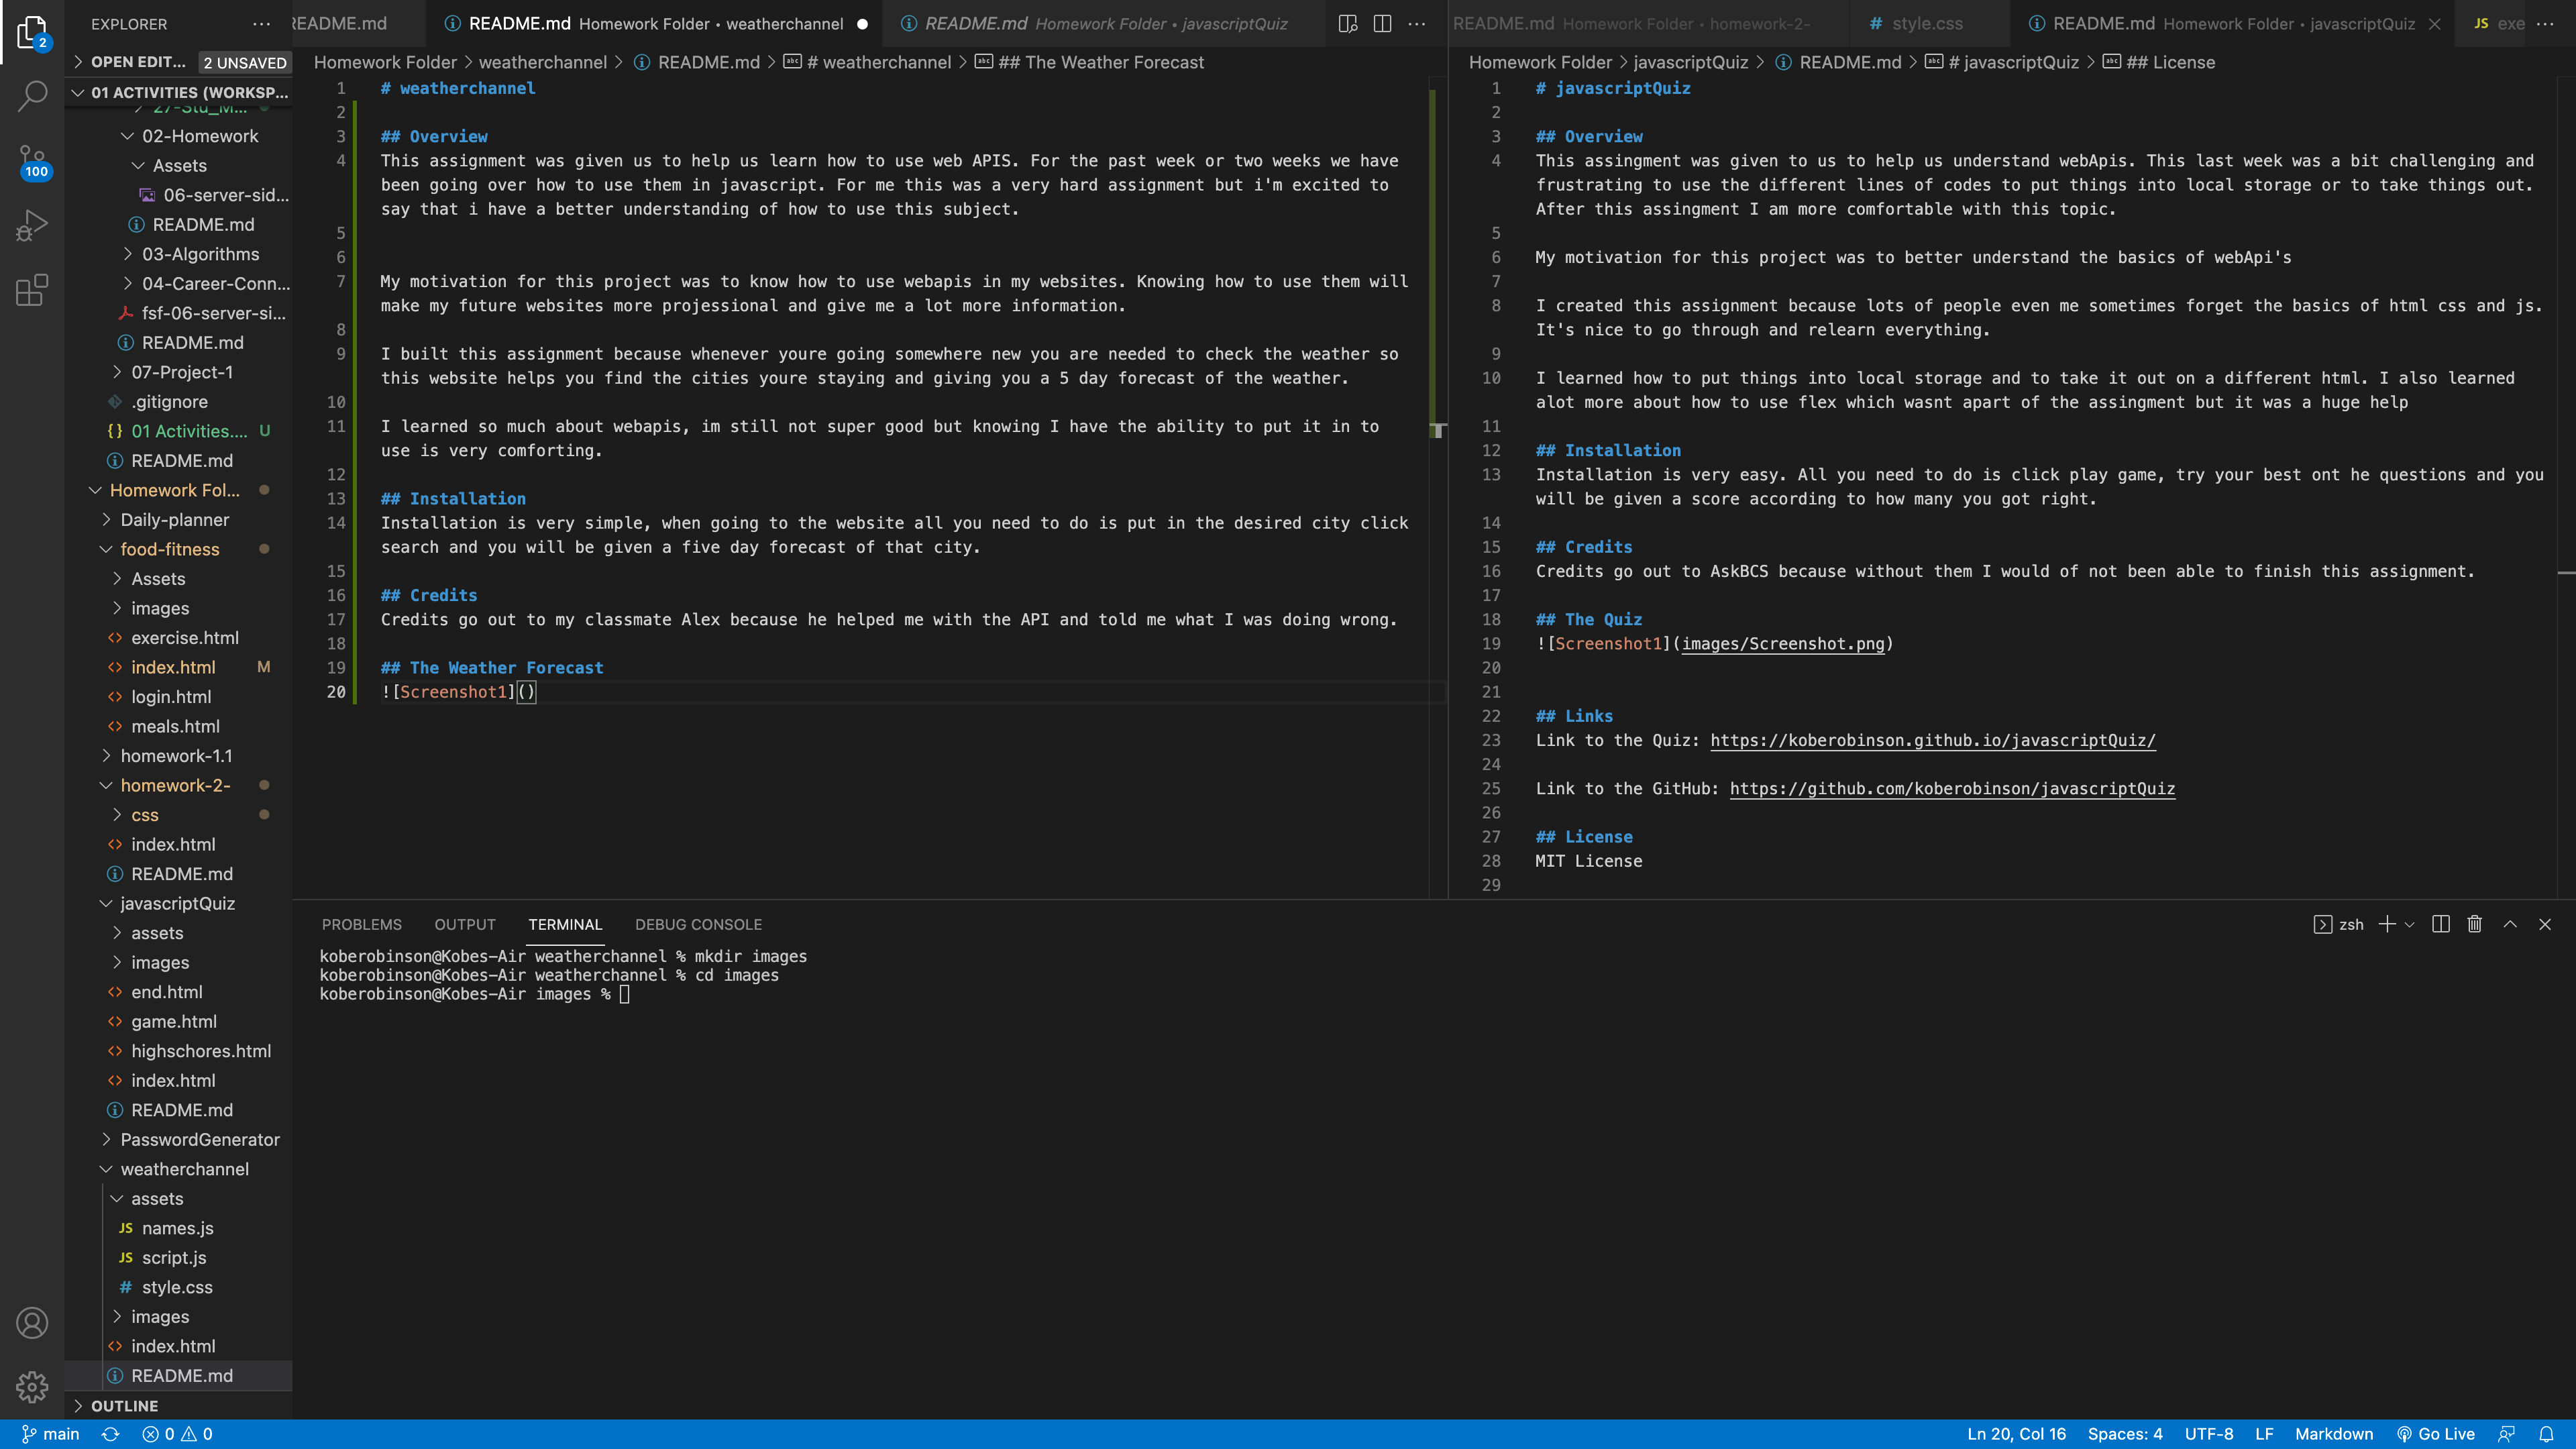 EXPLORER
OPEN EDIT... 2 UNSAVED
01 ACTIVITIES (WORKSP...
27-Stu_M...
02-Homework
Assets
06-server-sid...
README.md
03-Algorithms
04-Career-Conn...
fsf-06-server-si...
README.md
07-Project-1
.gitignore
{} 01 Activities.... U
README.md
Homework Fol...
Daily-planner
food-fitness
Assets
images
exercise.html
index.html M
login.html
meals.html
homework-1.1
homework-2-
css
index.html
README.md
javascriptQuiz
assets
images
end.html
game.html
highschores.html
index.html
README.md
PasswordGenerator
weatherchannel
assets
JS names.js
JS script.js
# style.css
images
index.html
README.md
OUTLINE
2
100
README.md
README.md Homework Folder • weatherchannel
README.md Homework Folder • javascriptQuiz
Homework Folder > weatherchannel > README.md > # weatherchannel > ## The Weather Forecast
1 # weatherchannel
2
3 ## Overview
4 This assignment was given us to help us learn how to use web APIS. For the past week or two weeks we have
been going over how to use them in javascript. For me this was a very hard assignment but i'm excited to
say that i have a better understanding of how to use this subject.
5
6
7 My motivation for this project was to know how to use webapis in my websites. Knowing how to use them will
make my future websites more projessional and give me a lot more information.
8
9 I built this assignment because whenever youre going somewhere new you are needed to check the weather so
this website helps you find the cities youre staying and giving you a 5 day forecast of the weather.
10
11 I learned so much about webapis, im still not super good but knowing I have the ability to put it in to
use is very comforting.
12
13 ## Installation
14 Installation is very simple, when going to the website all you need to do is put in the desired city click
search and you will be given a five day forecast of that city.
15
16 ## Credits
17 Credits go out to my classmate Alex because he helped me with the API and told me what I was doing wrong.
18
19 ## The Weather Forecast
20 ![Screenshot1]()
README.md Homework Folder • homework-2-
# style.css
README.md Homework Folder • javascriptQuiz
JS exe
Homework Folder > javascriptQuiz > README.md > # javascriptQuiz > ## License
1 # javascriptQuiz
2
3 ## Overview
4 This assingment was given to us to help us understand webApis. This last week was a bit challenging and
frustrating to use the different lines of codes to put things into local storage or to take things out.
After this assingment I am more comfortable with this topic.
5
6 My motivation for this project was to better understand the basics of webApi's
7
8 I created this assignment because lots of people even me sometimes forget the basics of html css and js.
It's nice to go through and relearn everything.
9
10 I learned how to put things into local storage and to take it out on a different html. I also learned
alot more about how to use flex which wasnt apart of the assingment but it was a huge help
11
12 ## Installation
13 Installation is very easy. All you need to do is click play game, try your best ont he questions and you
will be given a score according to how many you got right.
14
15 ## Credits
16 Credits go out to AskBCS because without them I would of not been able to finish this assignment.
17
18 ## The Quiz
19 ![Screenshot1](images/Screenshot.png)
20
21
22 ## Links
23 Link to the Quiz: https://koberobinson.github.io/javascriptQuiz/
24
25 Link to the GitHub: https://github.com/koberobinson/javascriptQuiz
26
27 ## License
28 MIT License
29
PROBLEMS OUTPUT TERMINAL DEBUG CONSOLE
zsh
koberobinson@Kobes-Air weatherchannel % mkdir images
koberobinson@Kobes-Air weatherchannel % cd images
koberobinson@Kobes-Air images %
main 0 0
Ln 20, Col 16 Spaces: 4 UTF-8 LF Markdown Go Live